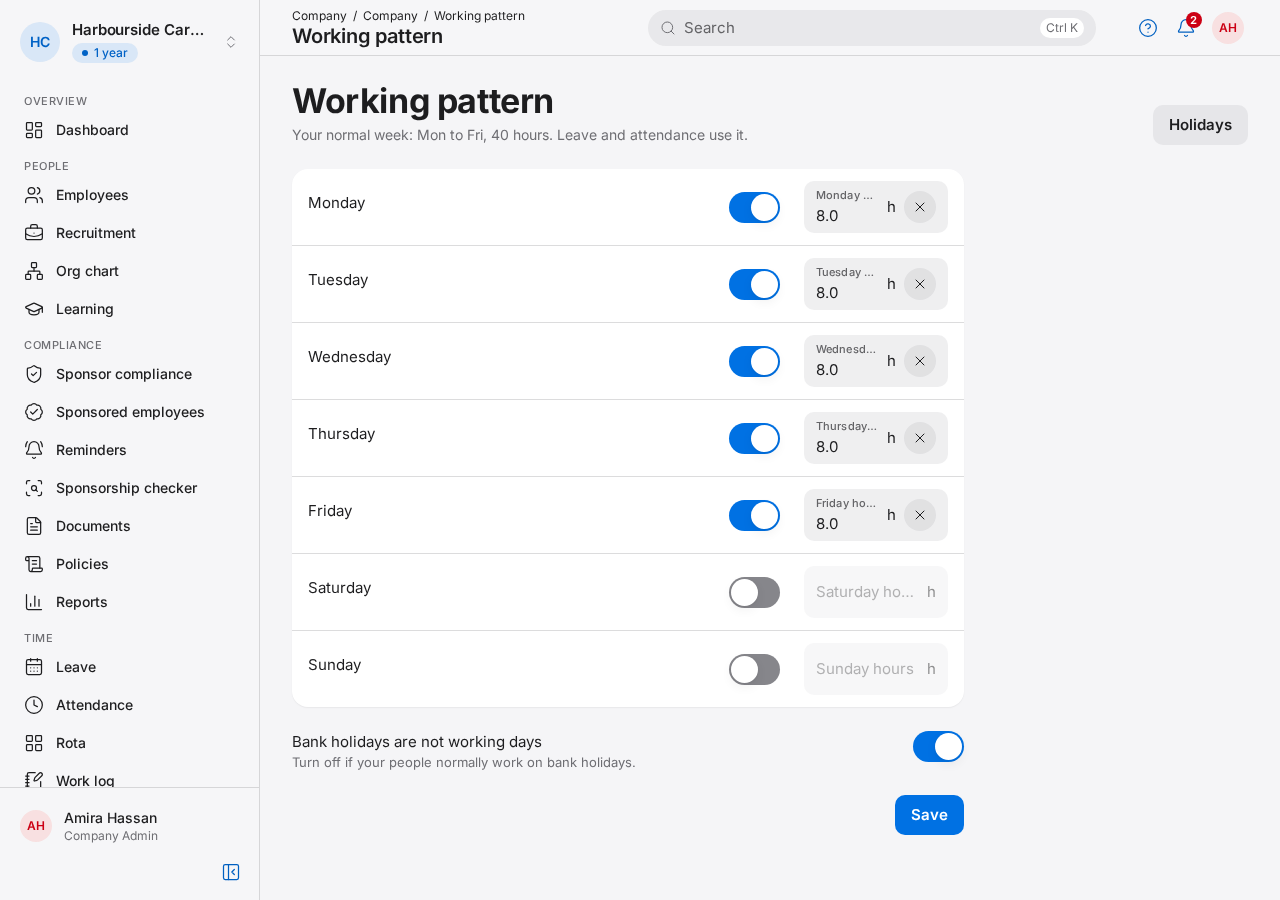 HC
Harbourside Car...
1 year
OVERVIEW
Dashboard
PEOPLE
Employees
Recruitment
Org chart
Learning
COMPLIANCE
Sponsor compliance
Sponsored employees
Reminders
Sponsorship checker
Documents
Policies
Reports
TIME
Leave
Attendance
Rota
Work log
AH
Amira Hassan
Company Admin
Company / Company / Working pattern
Working pattern
Search
Ctrl K
2
AH
Working pattern
Your normal week: Mon to Fri, 40 hours. Leave and attendance use it.
Holidays
Monday
Monday ...
8.0
h
Tuesday
Tuesday ...
8.0
h
Wednesday
Wednesd...
8.0
h
Thursday
Thursday...
8.0
h
Friday
Friday ho...
8.0
h
Saturday
Saturday ho...
h
Sunday
Sunday hours
h
Bank holidays are not working days
Turn off if your people normally work on bank holidays.
Save